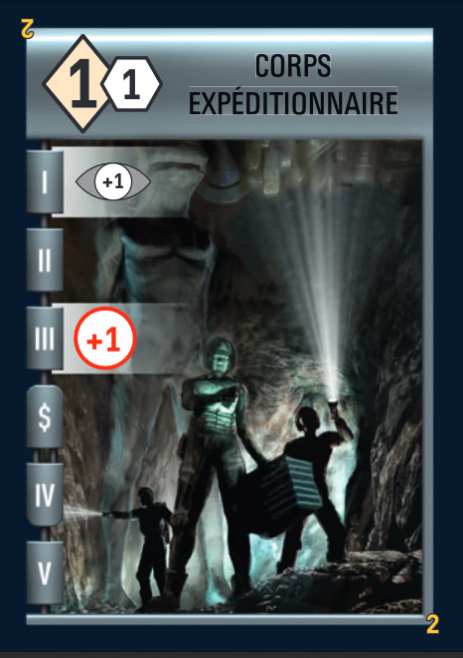 2
1 1
CORPS
EXPÉDITIONNAIRE
I
+1
II
III
+1
$
IV
V
2